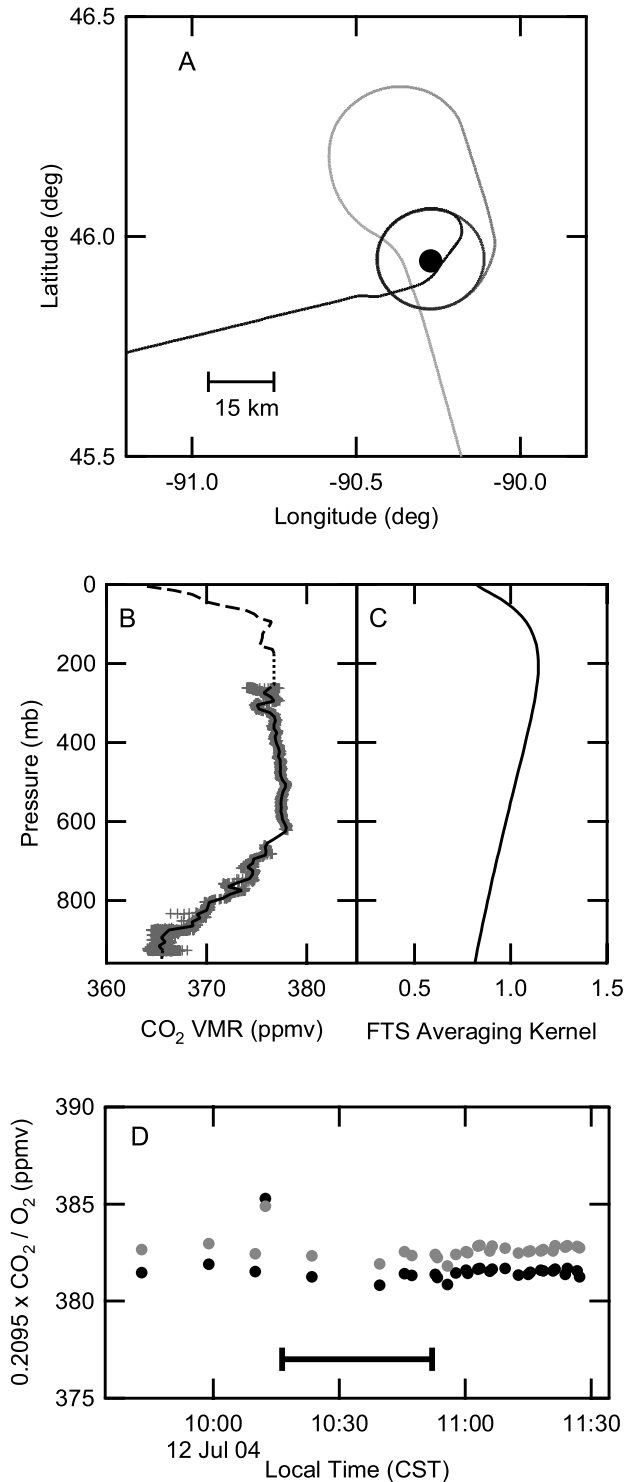 A
46.5
46.0
45.5
Latitude (deg)
15 km
-91.0 -90.5 -90.0
Longitude (deg)
B C
0
200
400
600
800
Pressure (mb)
360 370 380 0.5 1.0 1.5
CO2 VMR (ppmv) FTS Averaging Kernel
D
390
385
380
375
0.2095 x CO2 / O2 (ppmv)
10:00 10:30 11:00 11:30
12 Jul 04
Local Time (CST)